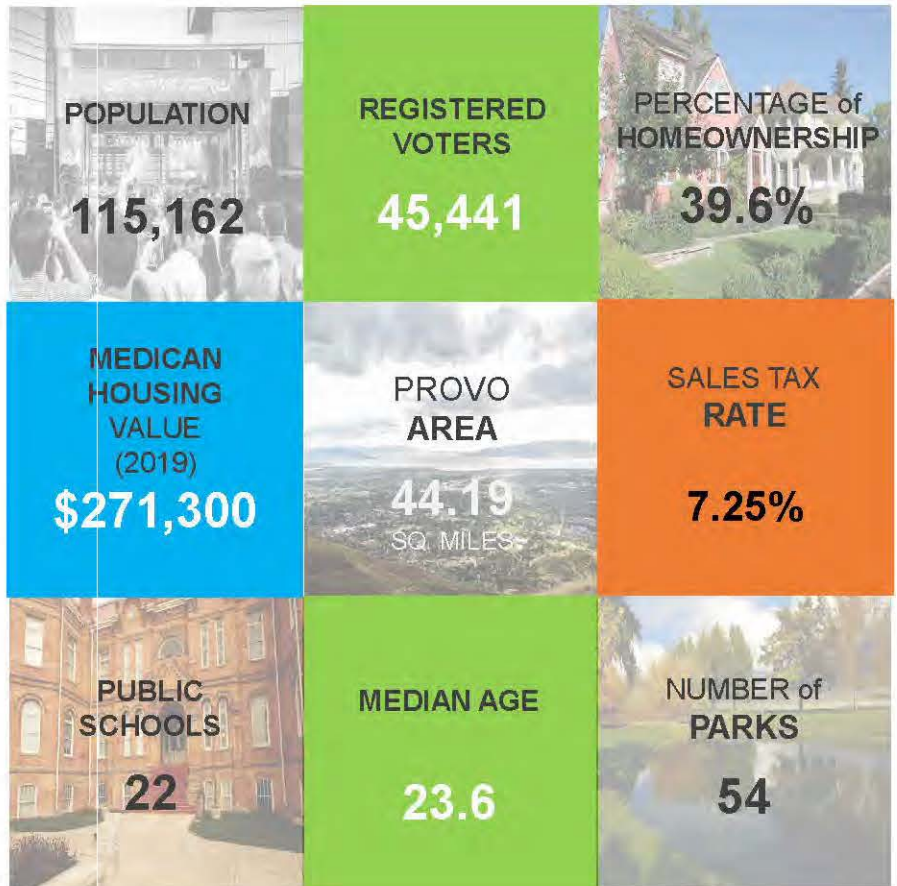 POPULATION
115,162
REGISTERED
VOTERS
45,441
PERCENTAGE of
HOMEOWNERSHIP
39.6%
MEDICAN
HOUSING
VALUE
(2019)
$271,300
PROVO
AREA
44.19
SQ. MILES
SALES TAX
RATE
7.25%
PUBLIC
SCHOOLS
22
MEDIAN AGE
23.6
NUMBER of
PARKS
54